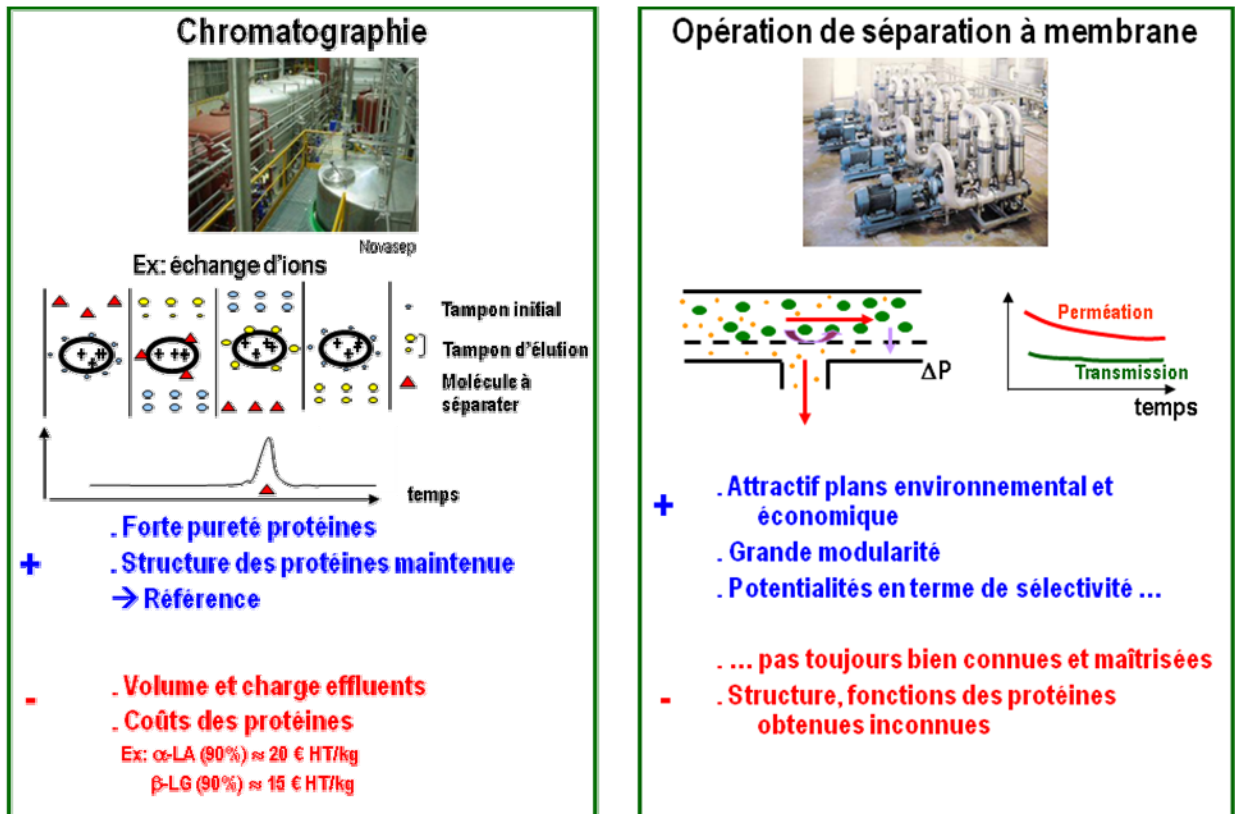 Chromatographie
Novasep
Ex: échange d'ions
Tampon initial
Tampon d'élution
Molécule à
séparater
temps
+
. Forte pureté protéines
. Structure des protéines maintenue
→ Référence
-
. Volume et charge effluents
. Coûts des protéines
Ex: α-LA (90%) ≈ 20 € HT/kg
β-LG (90%) ≈ 15 € HT/kg
Opération de séparation à membrane
ΔP
Perméation
Transmission
temps
+
. Attractif plans environnemental et
économique
. Grande modularité
. Potentialités en terme de sélectivité ...
-
. ... pas toujours bien connues et maîtrisées
. Structure, fonctions des protéines
obtenues inconnues